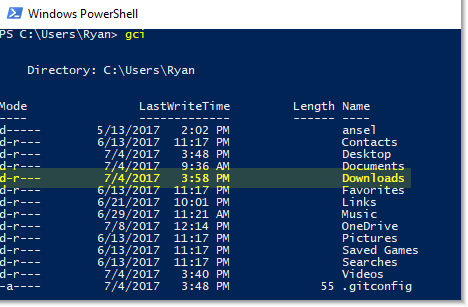 Windows PowerShell
PS C:\Users\Ryan> gci
Directory: C:\Users\Ryan
Mode LastWriteTime Length Name
---- ------------- ------ ----
d----- 5/13/2017 2:02 PM ansel
d-r--- 6/13/2017 11:17 PM Contacts
d-r--- 7/4/2017 3:48 PM Desktop
d-r--- 7/4/2017 9:36 AM Documents
d-r--- 7/4/2017 3:58 PM Downloads
d-r--- 6/13/2017 11:17 PM Favorites
d-r--- 6/21/2017 10:01 PM Links
d-r--- 6/29/2017 11:21 AM Music
d-r--- 7/8/2017 12:14 PM OneDrive
d-r--- 6/13/2017 11:17 PM Pictures
d-r--- 6/13/2017 11:17 PM Saved Games
d-r--- 6/13/2017 11:17 PM Searches
d-r--- 7/4/2017 3:40 PM Videos
-a---- 7/4/2017 3:48 PM 55 .gitconfig